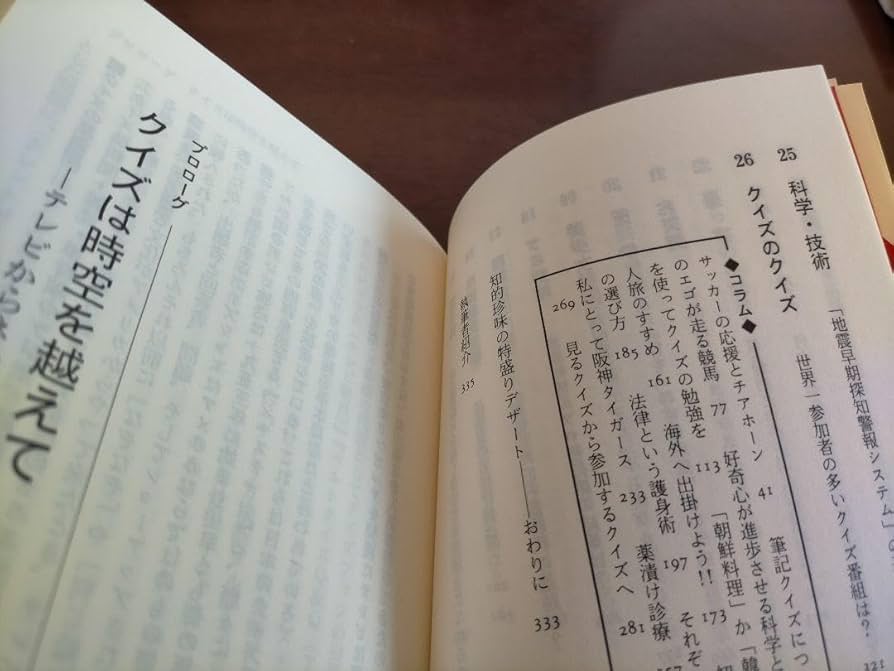 25 科学・技術 「地震早期探知警報システム」の
26 クイズのクイズ 世界一参加者の多いクイズ番組は?
◆コラム◆
サッカーの応援とチアホーン 41 筆記クイズにつ
のエゴが走る競馬 77 好奇心が進歩させる科学と
を使ってクイズの勉強を 113 「朝鮮料理」か「韓
人旅のすすめ 161 海外へ出掛けよう!! 173
の選び方 185 法律という護身術 197 それぞ
私にとって阪神タイガース 233 薬漬け診療
269 見るクイズから参加するクイズへ 281
知的珍味の特盛りデザート――おわりに 333
執筆者紹介 335
プロローグ
クイズは時空を越えて
―テレビから